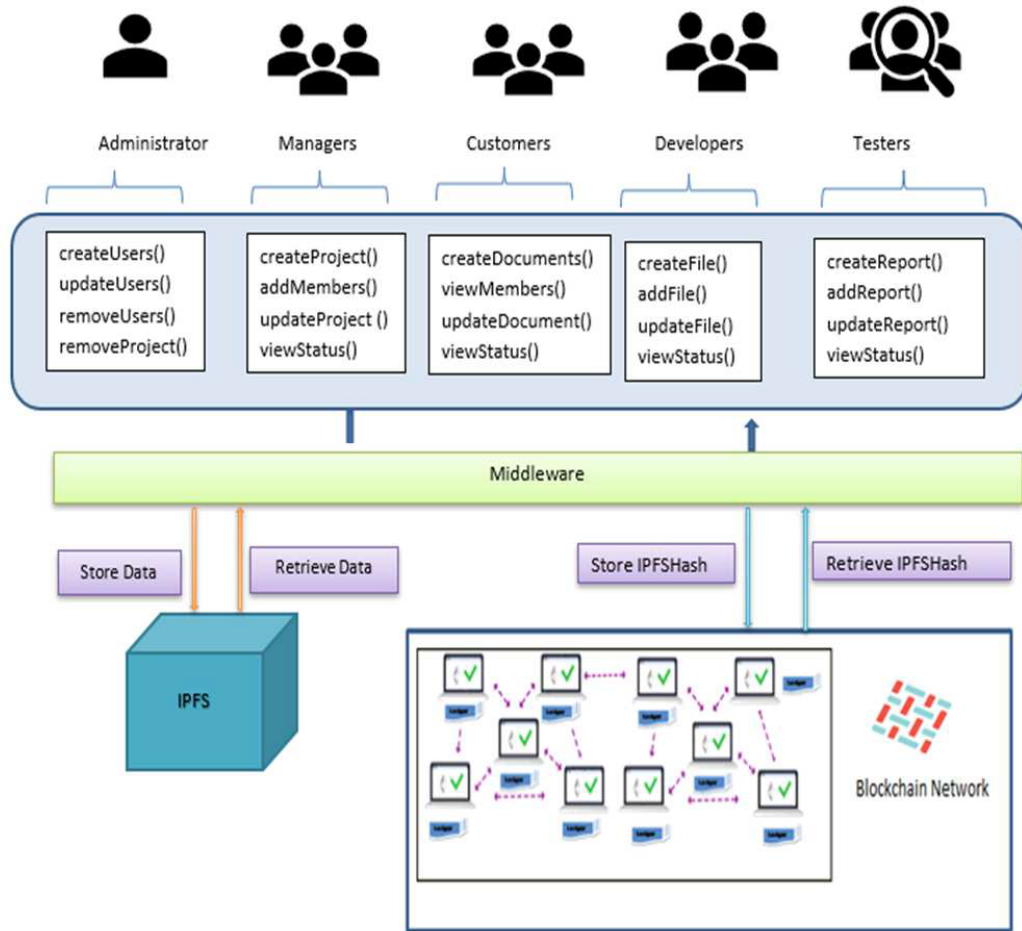 Administrator
Managers
Customers
Developers
Testers
createUsers()
updateUsers()
removeUsers()
removeProject()
createProject()
addMembers()
updateProject ()
viewStatus()
createDocuments()
viewMembers()
updateDocument()
viewStatus()
createFile()
addFile()
updateFile()
viewStatus()
createReport()
addReport()
updateReport()
viewStatus()
Middleware
Store Data
Retrieve Data
Store IPFSHash
Retrieve IPFSHash
IPFS
Blockchain Network